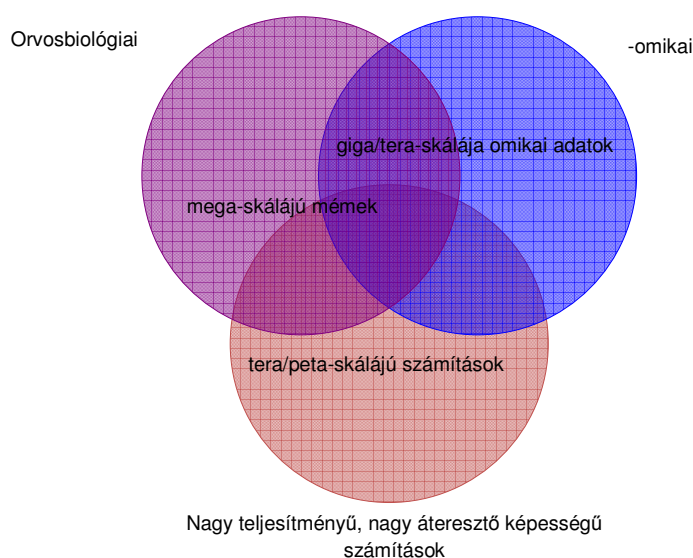 Orvosbiológiai
-omikai
giga/tera-skálája omikai adatok
mega-skálájú mémek
tera/peta-skálájú számítások
Nagy teljesítményű, nagy áteresztő képességű
számítások